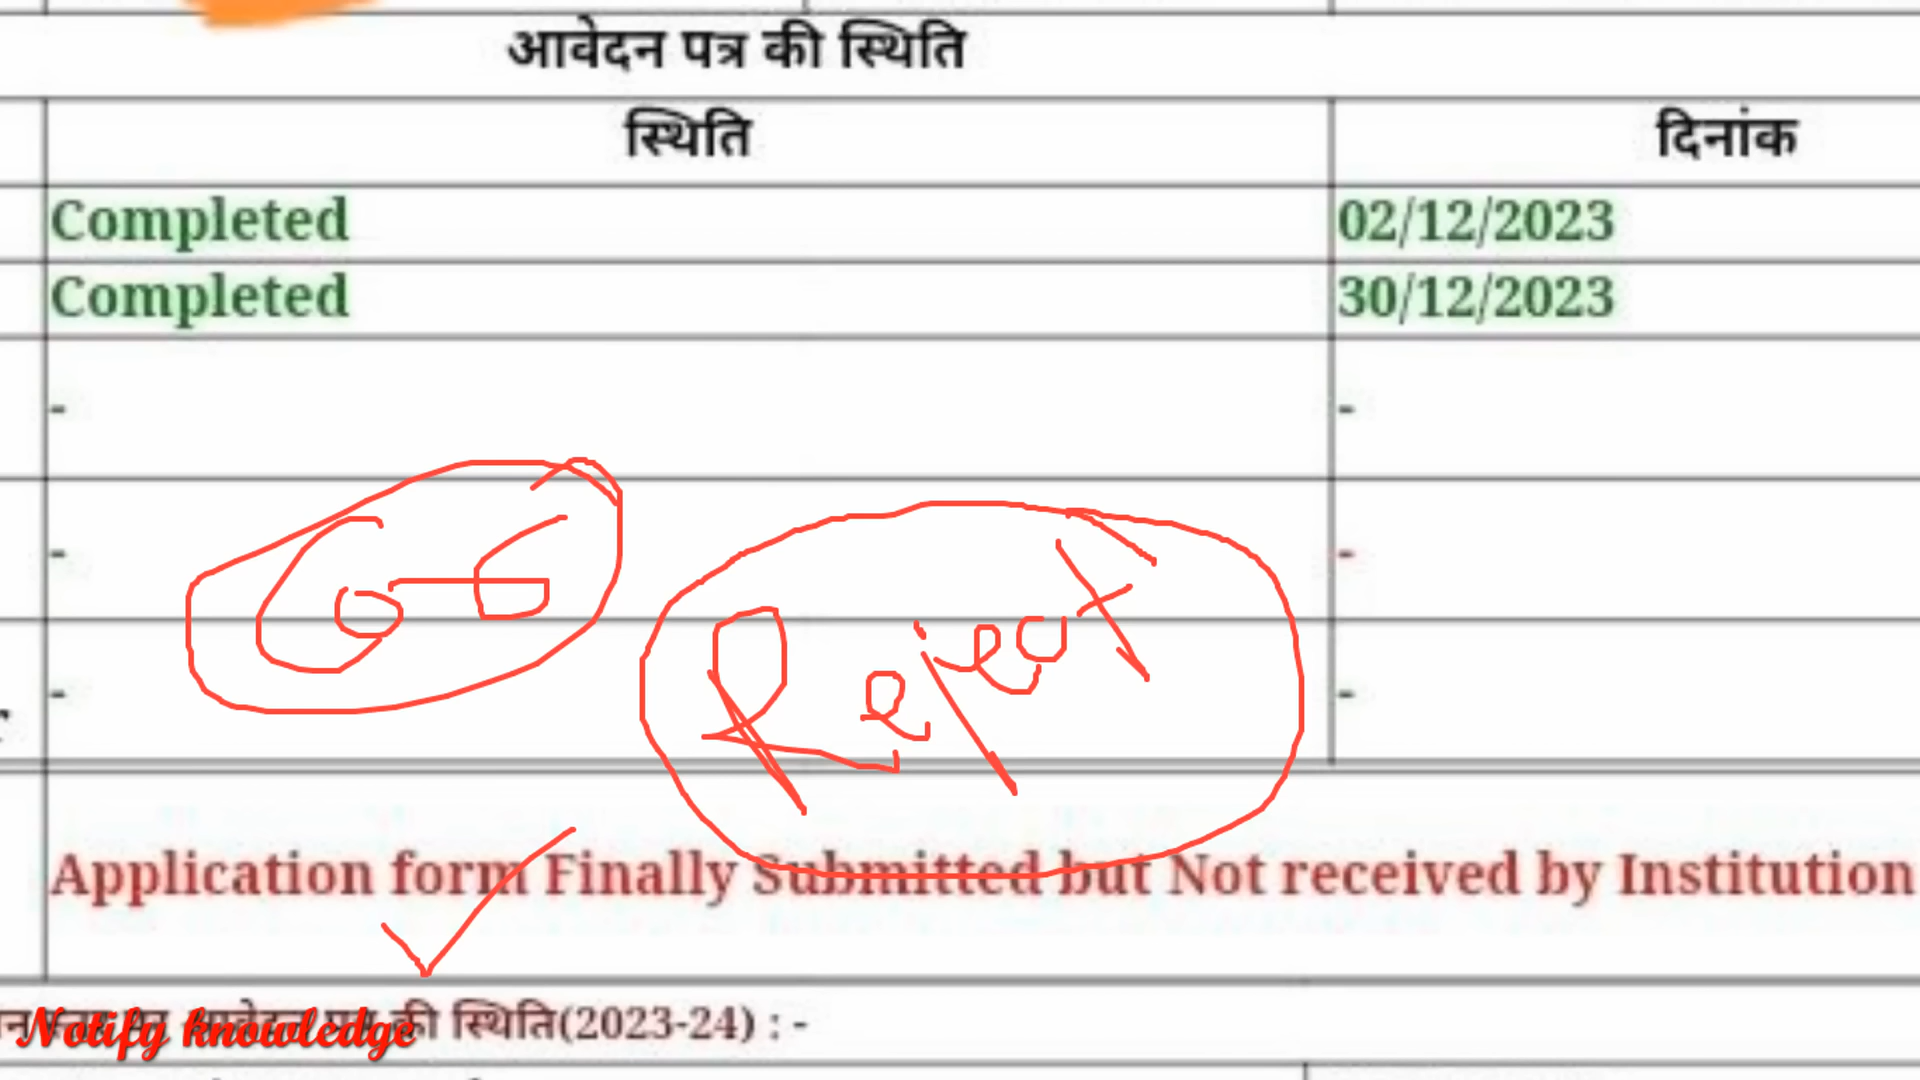 आवेदन पत्र की स्थिति
स्थिति दिनांक
Completed 02/12/2023
Completed 30/12/2023
- -
- -
- -
Reject
Application form Finally Submitted but Not received by Institution
की स्थिति(2023-24) : -
Notify knowledge